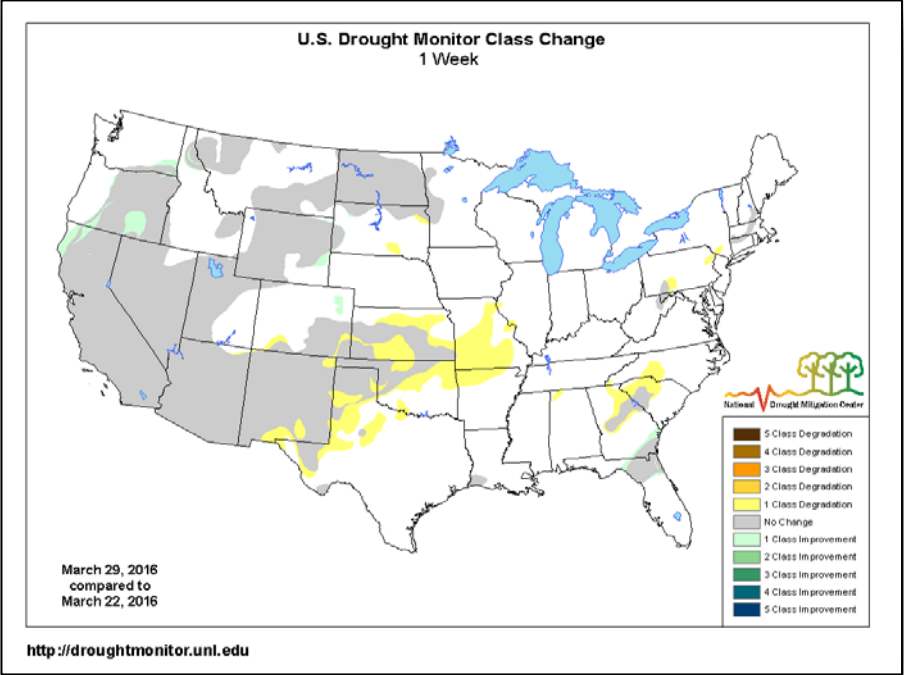 U.S. Drought Monitor Class Change
1 Week
National Drought Mitigation Center
5 Class Degradation
4 Class Degradation
3 Class Degradation
2 Class Degradation
1 Class Degradation
No Change
1 Class Improvement
2 Class Improvement
3 Class Improvement
4 Class Improvement
5 Class Improvement
March 29, 2016
compared to
March 22, 2016
http://droughtmonitor.unl.edu